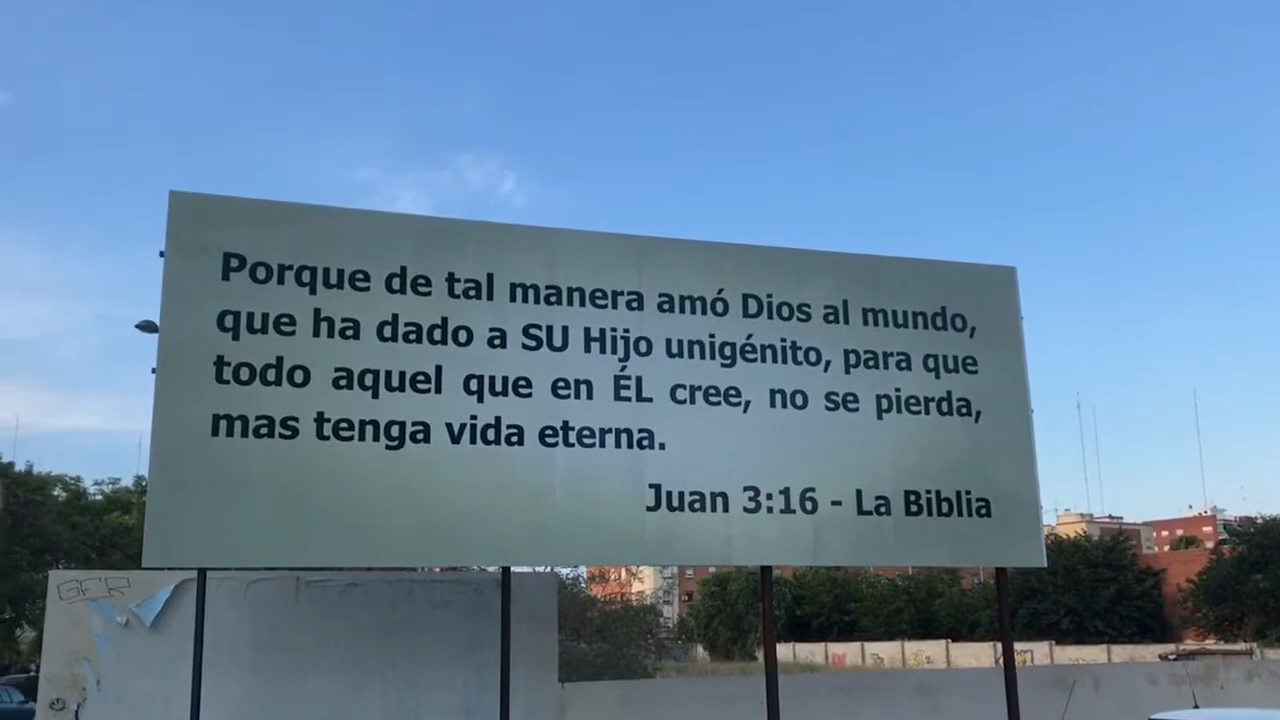 Porque de tal manera amó Dios al mundo,
que ha dado a SU Hijo unigénito, para que
todo aquel que en ÉL cree, no se pierda,
mas tenga vida eterna.
Juan 3:16 - La Biblia